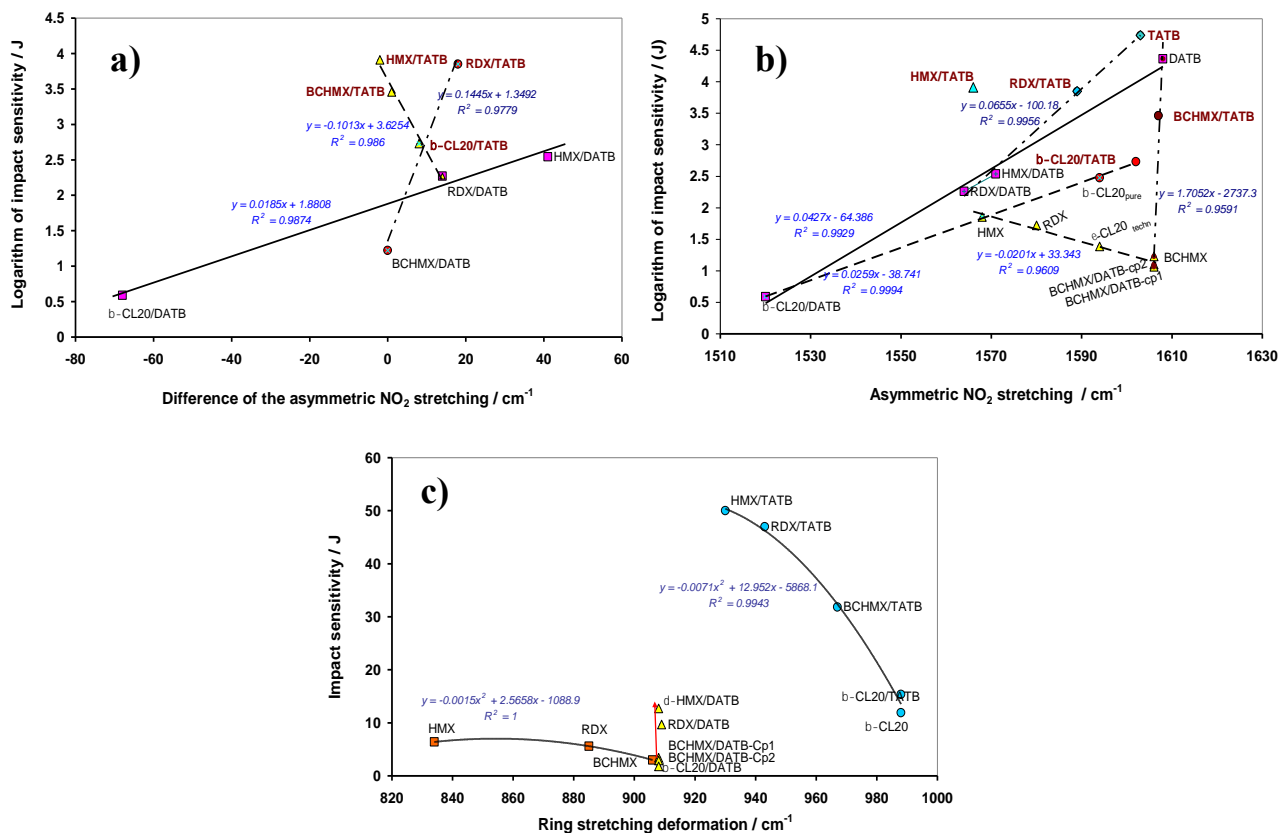 a)
Logarithm of impact sensitivity / J
4.5
4
3.5
3
2.5
2
1.5
1
0.5
0
-80
-60
-40
-20
0
20
40
60
HMX/TATB
RDX/TATB
BCHMX/TATB
y = 0.1445x + 1.3492
R² = 0.9779
y = -0.1013x + 3.6254
R² = 0.986
b-CL20/TATB
HMX/DATB
RDX/DATB
y = 0.0185x + 1.8808
R² = 0.9874
BCHMX/DATB
b-CL20/DATB
Difference of the asymmetric NO₂ stretching / cm⁻¹
b)
Logarithm of impact sensitivity / (J)
5
4.5
4
3.5
3
2.5
2
1.5
1
0.5
0
1510
1530
1550
1570
1590
1610
1630
TATB
DATB
HMX/TATB
RDX/TATB
y = 0.0655x - 100.18
R² = 0.9956
BCHMX/TATB
b-CL20/TATB
HMX/DATB
RDX/DATB
b-CL20pure
y = 1.7052x - 2737.3
R² = 0.9591
y = 0.0427x - 64.386
R² = 0.9929
HMX
RDX
e-CL20 techn
y = -0.0201x + 33.343
R² = 0.9609
BCHMX
y = 0.0259x - 38.741
R² = 0.9994
BCHMX/DATB-cp2
BCHMX/DATB-cp1
b-CL20/DATB
Asymmetric NO₂ stretching / cm⁻¹
c)
Impact sensitivity / J
60
50
40
30
20
10
0
820
840
860
880
900
920
940
960
980
1000
HMX/TATB
RDX/TATB
y = -0.0071x² + 12.952x - 5868.1
R² = 0.9943
BCHMX/TATB
y = -0.0015x² + 2.5658x - 1088.9
R² = 1
d-HMX/DATB
b-CL20/TATB
HMX
RDX
RDX/DATB
b-CL20
BCHMX
BCHMX/DATB-Cp1
BCHMX/DATB-Cp2
b-CL20/DATB
Ring stretching deformation / cm⁻¹